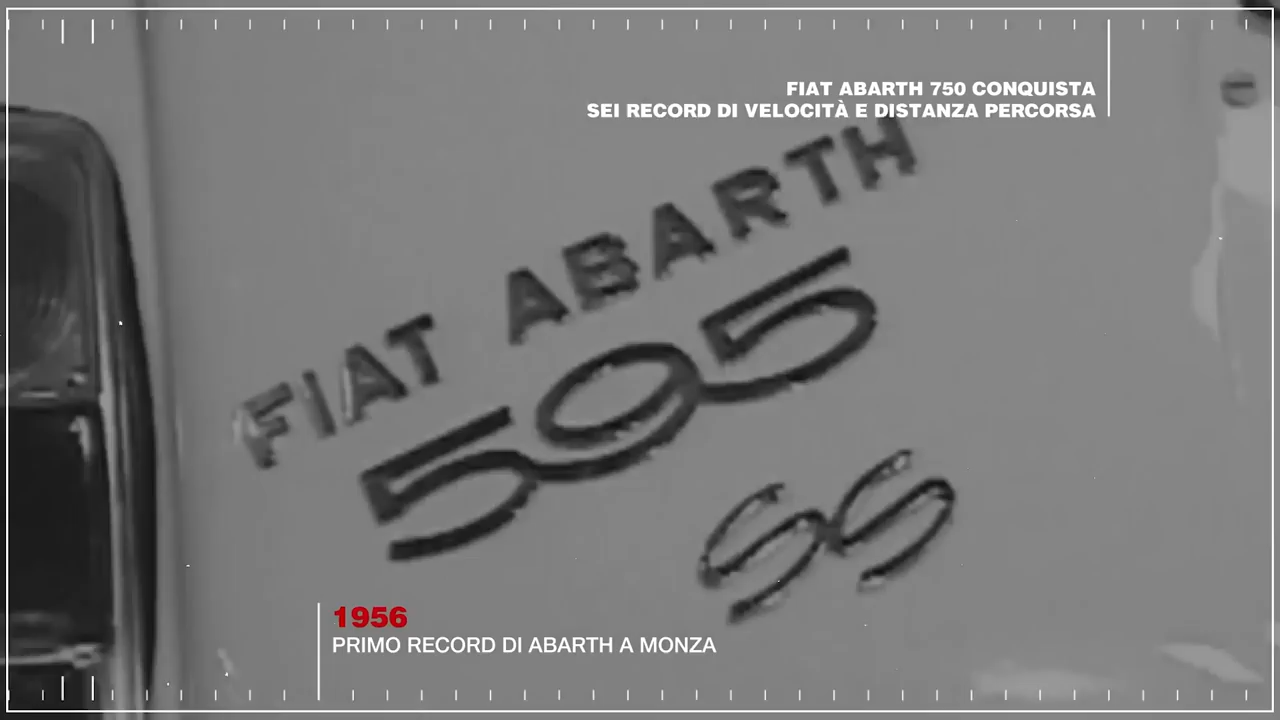 FIAT ABARTH 750 CONQUISTA
SEI RECORD DI VELOCITÀ E DISTANZA PERCORSA
FIAT ABARTH
595
SS
1956
PRIMO RECORD DI ABARTH A MONZA